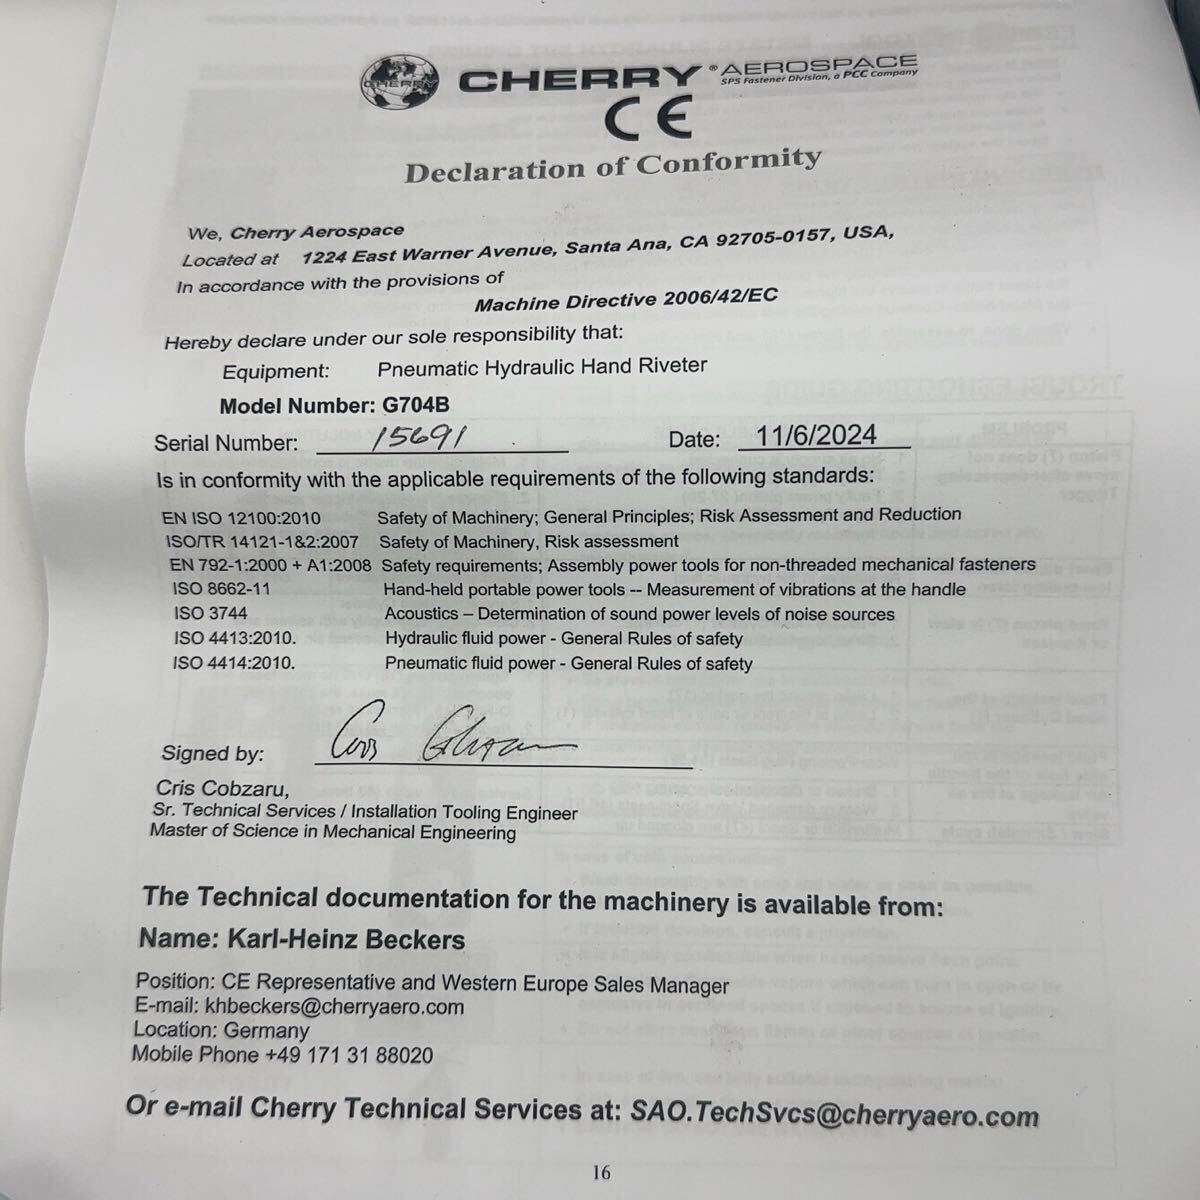 CHERRY
CHERRY ® AEROSPACE
SPS Fastener Division, a PCC Company
CE
Declaration of Conformity
We, Cherry Aerospace
Located at 1224 East Warner Avenue, Santa Ana, CA 92705-0157, USA,
In accordance with the provisions of
Machine Directive 2006/42/EC
Hereby declare under our sole responsibility that:
Equipment: Pneumatic Hydraulic Hand Riveter
Model Number: G704B
Serial Number: 15691 Date: 11/6/2024
Is in conformity with the applicable requirements of the following standards:
EN ISO 12100:2010 Safety of Machinery; General Principles; Risk Assessment and Reduction
ISO/TR 14121-1&2:2007 Safety of Machinery, Risk assessment
EN 792-1:2000 + A1:2008 Safety requirements; Assembly power tools for non-threaded mechanical fasteners
ISO 8662-11 Hand-held portable power tools -- Measurement of vibrations at the handle
ISO 3744 Acoustics – Determination of sound power levels of noise sources
ISO 4413:2010. Hydraulic fluid power - General Rules of safety
ISO 4414:2010. Pneumatic fluid power - General Rules of safety
Signed by:
Cris Cobzaru,
Sr. Technical Services / Installation Tooling Engineer
Master of Science in Mechanical Engineering
The Technical documentation for the machinery is available from:
Name: Karl-Heinz Beckers
Position: CE Representative and Western Europe Sales Manager
E-mail: khbeckers@cherryaero.com
Location: Germany
Mobile Phone +49 171 31 88020
Or e-mail Cherry Technical Services at: SAO.TechSvcs@cherryaero.com
16